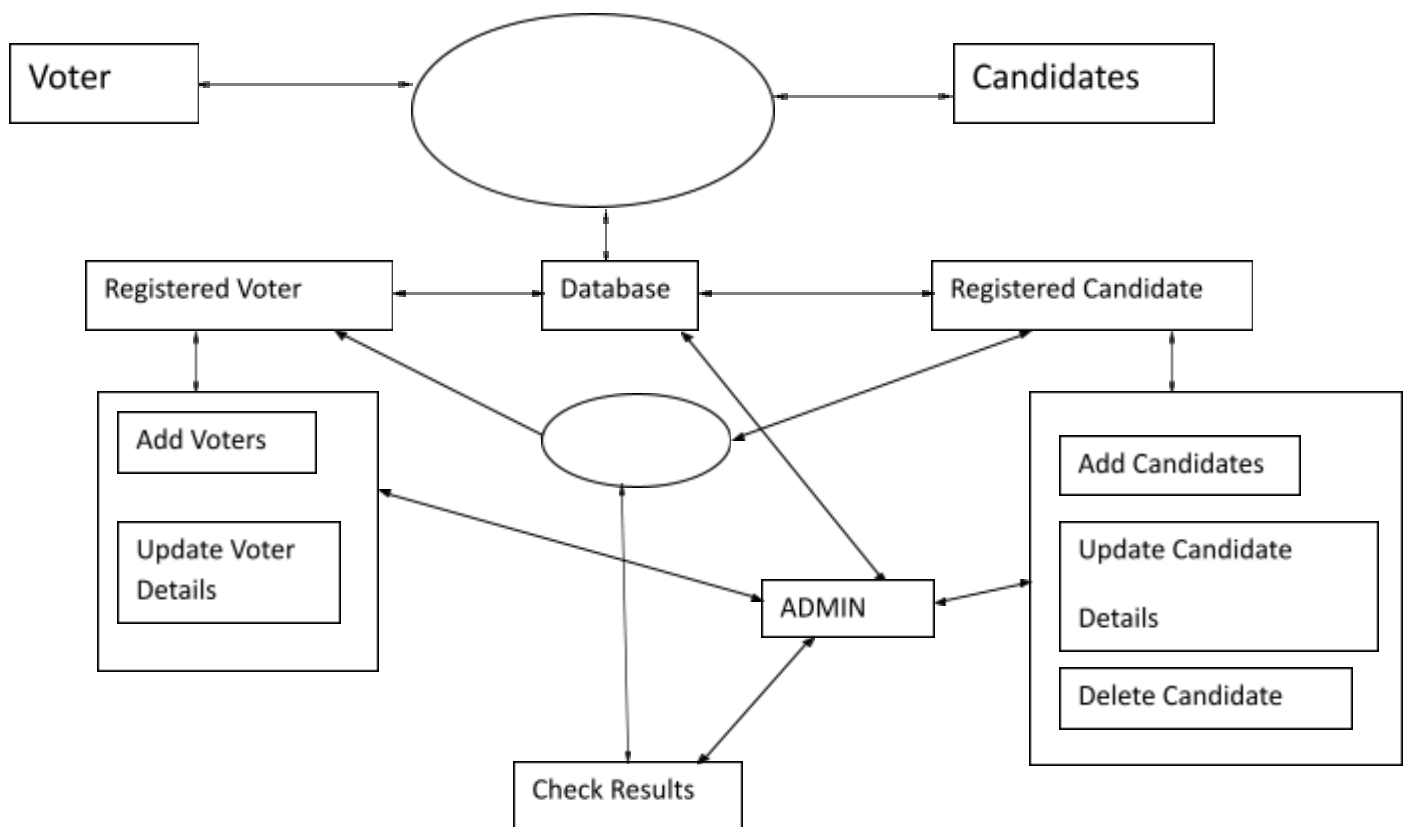 Voter
Candidates
Registered Voter
Database
Registered Candidate
Add Voters
Add Candidates
Update Voter
Details
Update Candidate
Details
ADMIN
Delete Candidate
Check Results